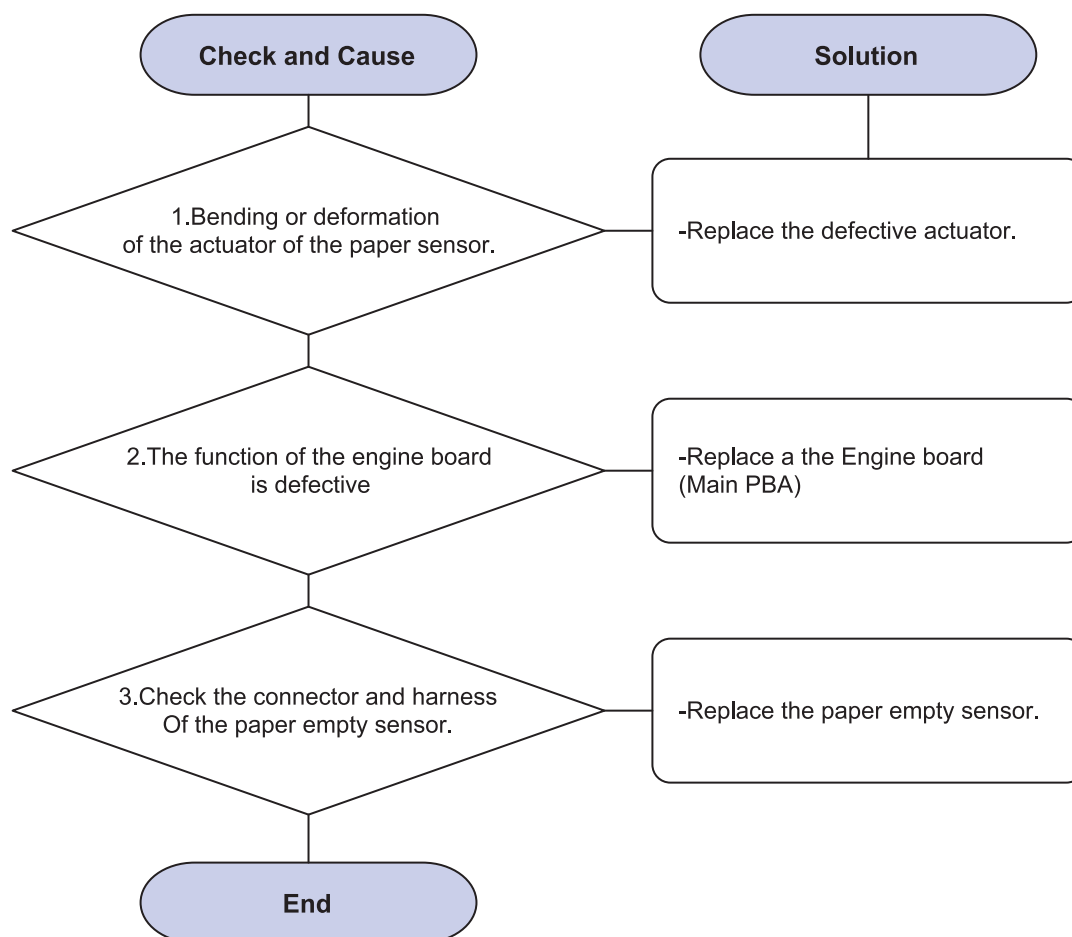 Check and Cause
Solution
1.Bending or deformation
of the actuator of the paper sensor.
-Replace the defective actuator.
2.The function of the engine board
is defective
-Replace a the Engine board
(Main PBA)
3.Check the connector and harness
Of the paper empty sensor.
-Replace the paper empty sensor.
End